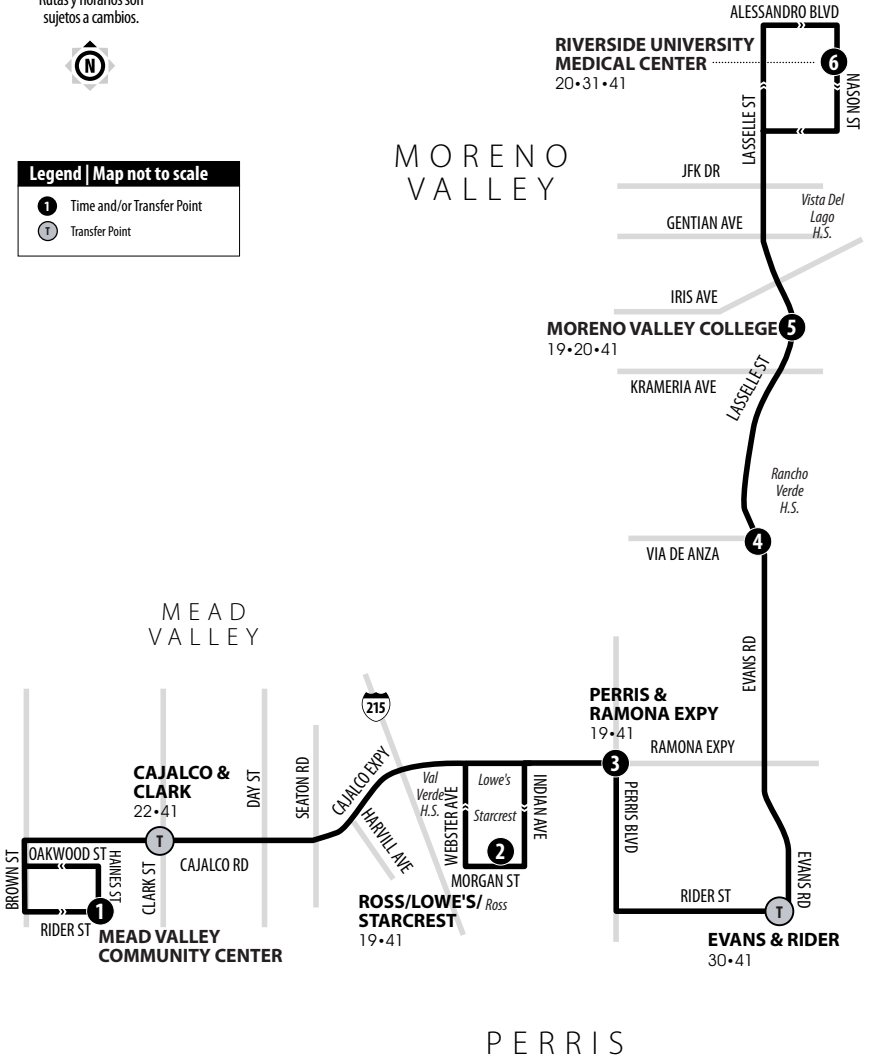 Rutas y horarios son
sujetos a cambios.
N
Legend | Map not to scale
1 Time and/or Transfer Point
T Transfer Point
ALESSANDRO BLVD
RIVERSIDE UNIVERSITY
MEDICAL CENTER
20•31•41
6
NASON ST
LASSELLE ST
MORENO
VALLEY
JFK DR
Vista Del
Lago
H.S.
GENTIAN AVE
IRIS AVE
MORENO VALLEY COLLEGE
5
19•20•41
KRAMERIA AVE
LASSELLE ST
Rancho
Verde
H.S.
4
VIA DE ANZA
MEAD
VALLEY
EVANS RD
215
PERRIS &
RAMONA EXPY
19•41
RAMONA EXPY
3
CAJALCO &
CLARK
22•41
T
DAY ST
SEATON RD
CAJALCO EXPY
HARVILL AVE
Val
Verde
H.S.
WEBSTER AVE
Lowe's
Starcrest
INDIAN AVE
2
MORGAN ST
PERRIS BLVD
BROWN ST
OAKWOOD ST
HAINES ST
CLARK ST
CAJALCO RD
1
RIDER ST
MEAD VALLEY
COMMUNITY CENTER
ROSS/LOWE'S/ Ross
STARCREST
19•41
RIDER ST
EVANS RD
T
EVANS & RIDER
30•41
PERRIS